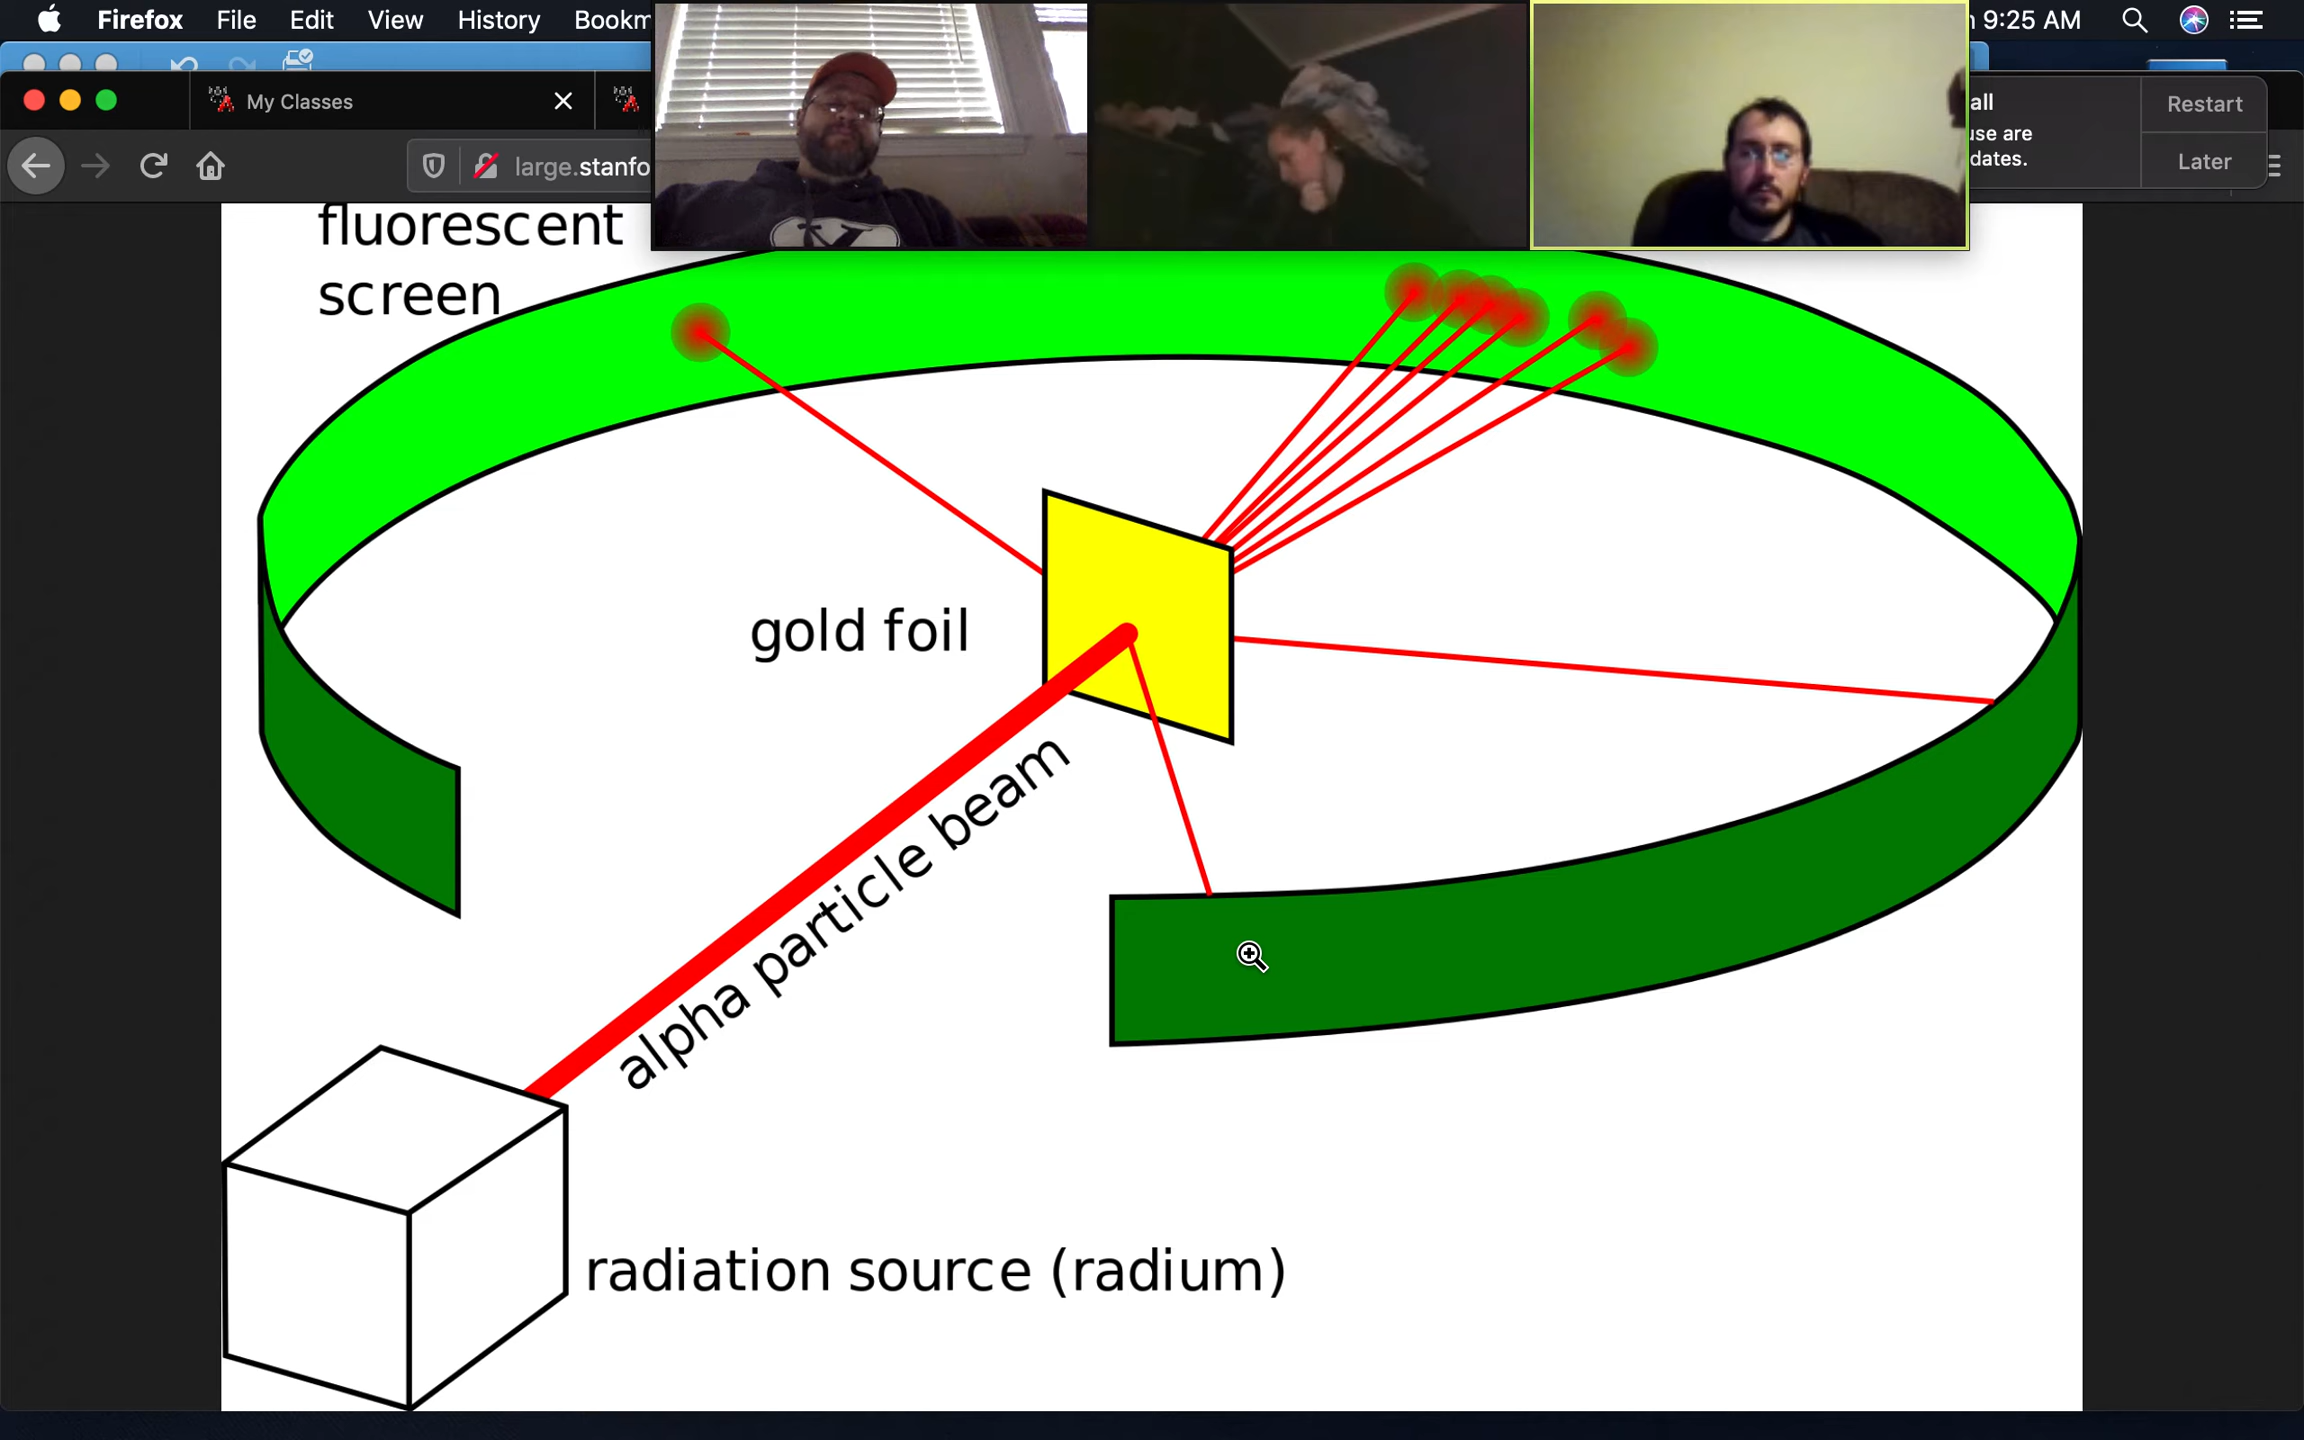 Firefox File Edit View History Bookm
9:25 AM
My Classes
all
Restart
use are
dates.
Later
large.stanfo
fluorescent
screen
gold foil
alpha particle beam
radiation source (radium)